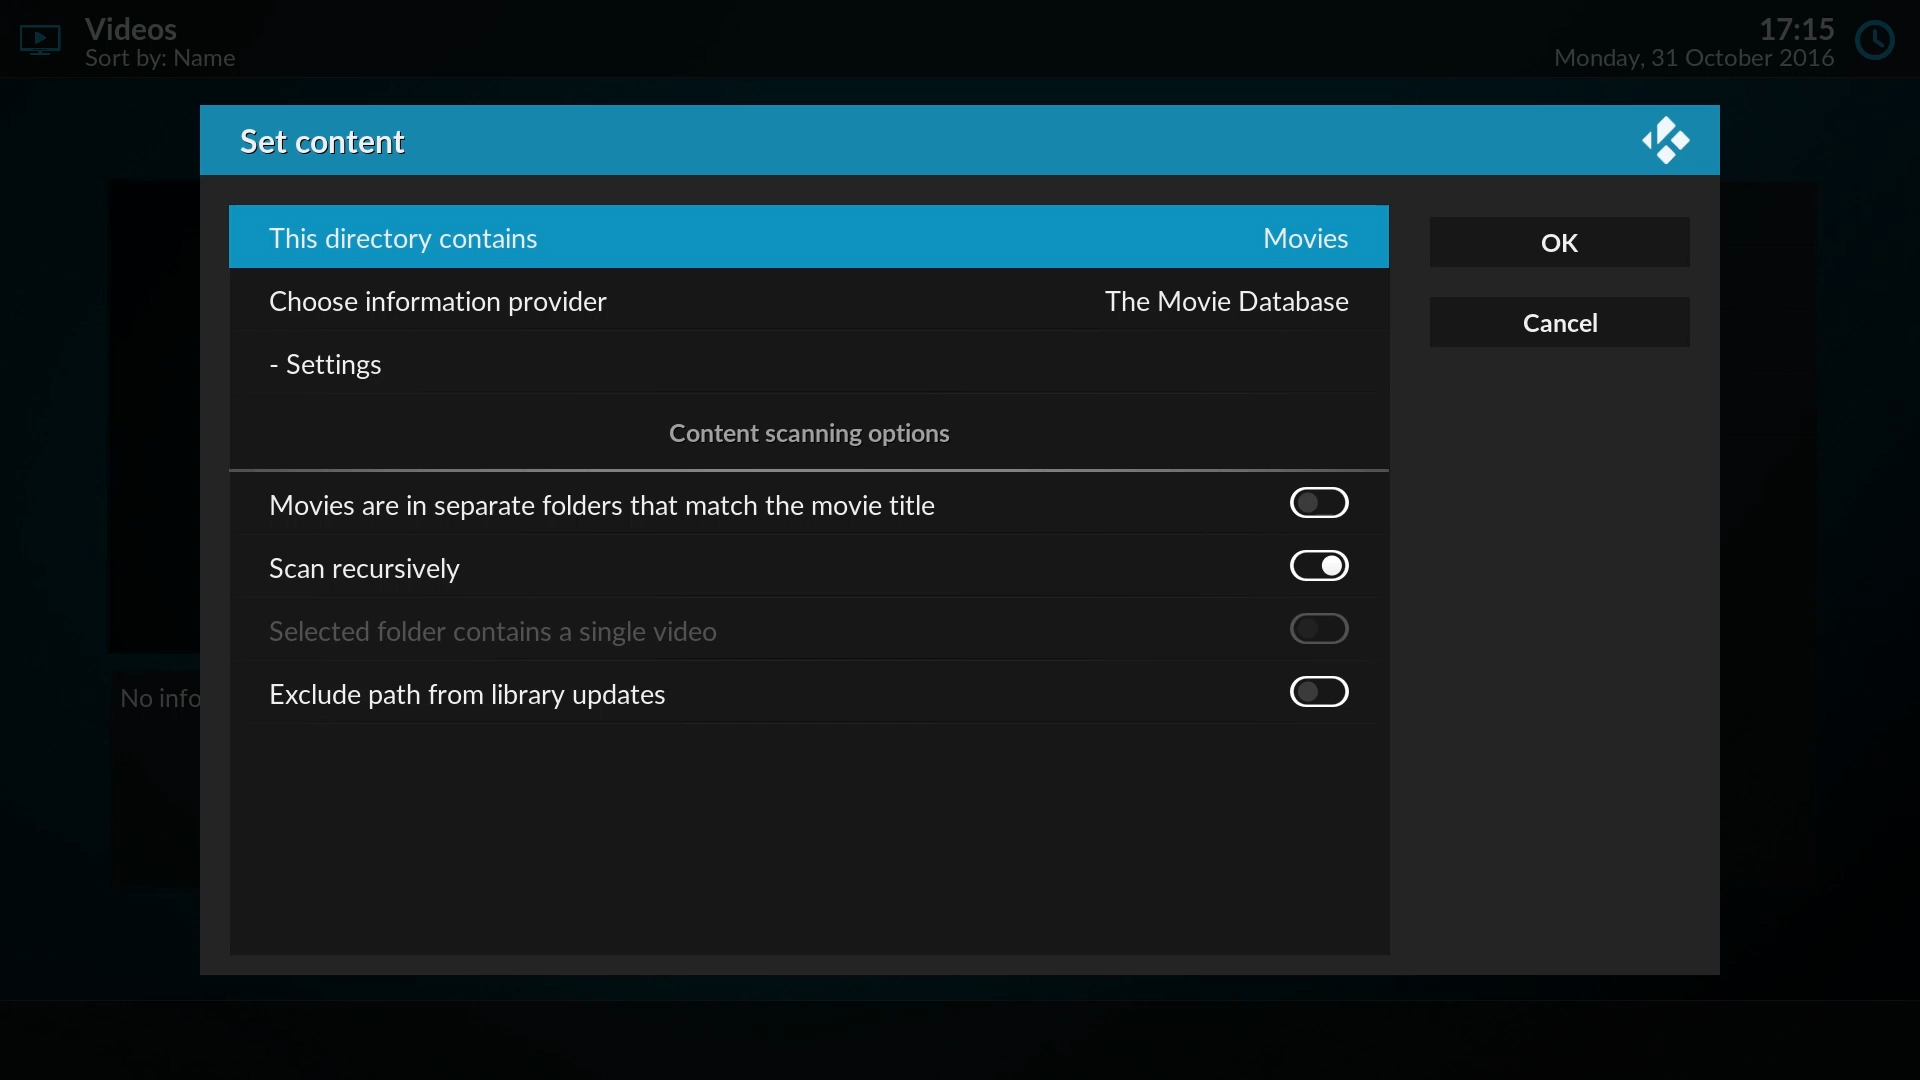 Videos
Sort by: Name
17:15
Monday, 31 October 2016
Set content
This directory contains Movies
Choose information provider The Movie Database
- Settings
Content scanning options
Movies are in separate folders that match the movie title
Scan recursively
Selected folder contains a single video
Exclude path from library updates
OK
Cancel
No info